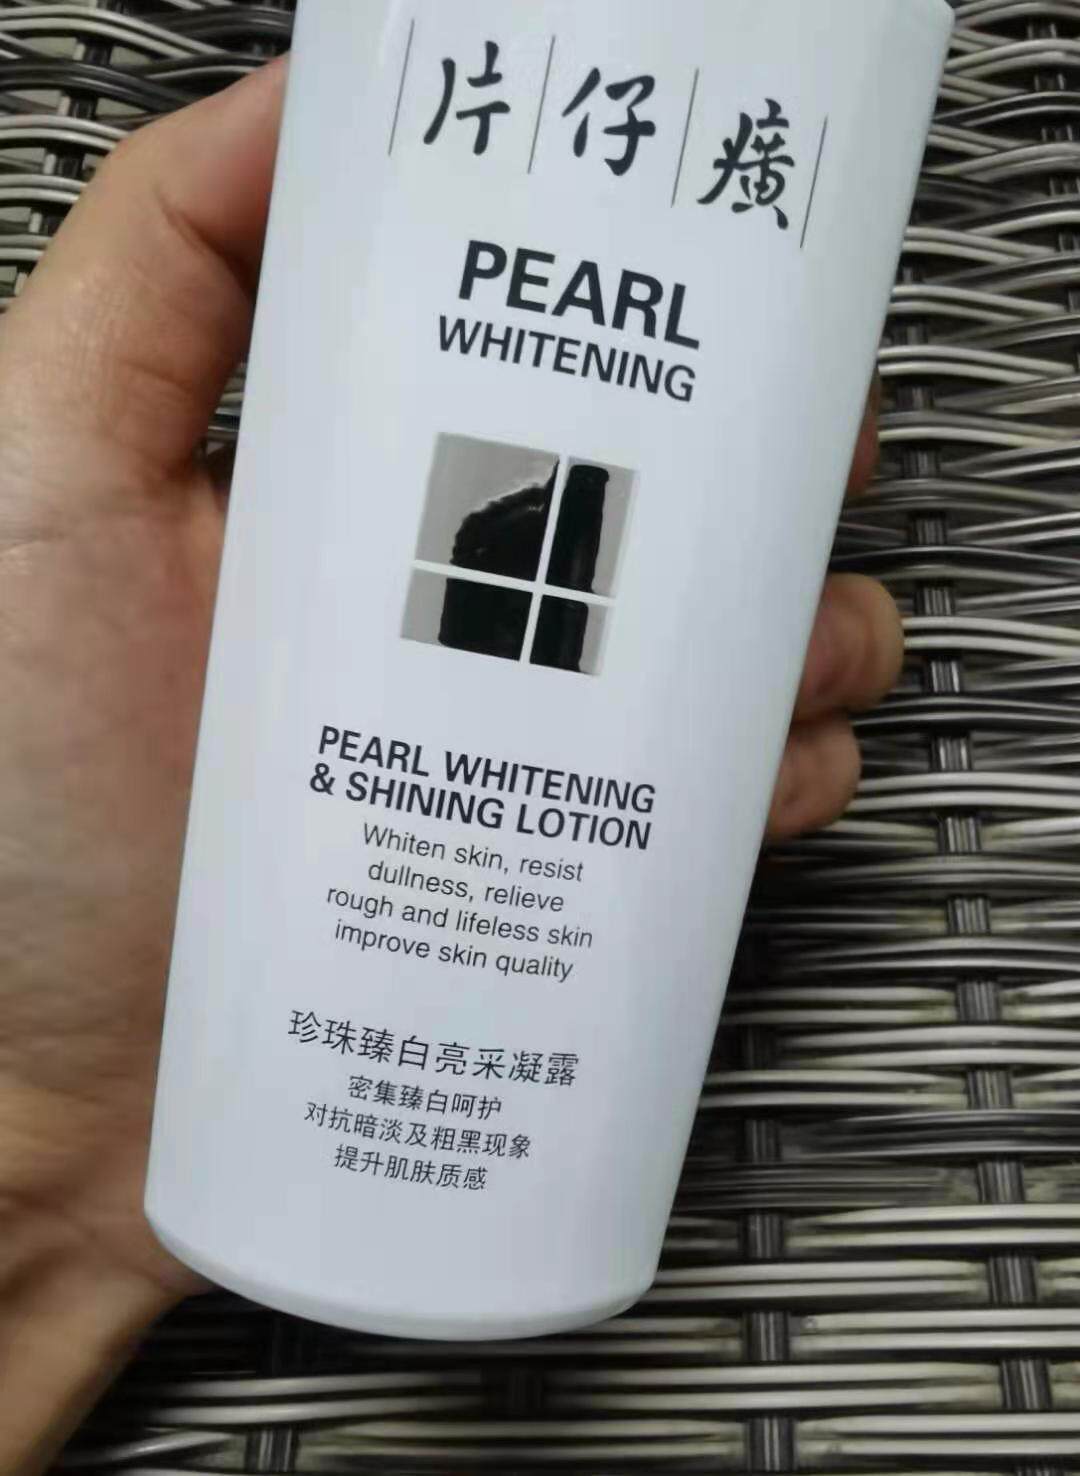 片仔癀
PEARL
WHITENING
PEARL WHITENING
& SHINING LOTION
Whiten skin, resist
dullness, relieve
rough and lifeless skin
improve skin quality
珍珠臻白亮采凝露
密集臻白呵护
对抗暗淡及粗黑现象
提升肌肤质感